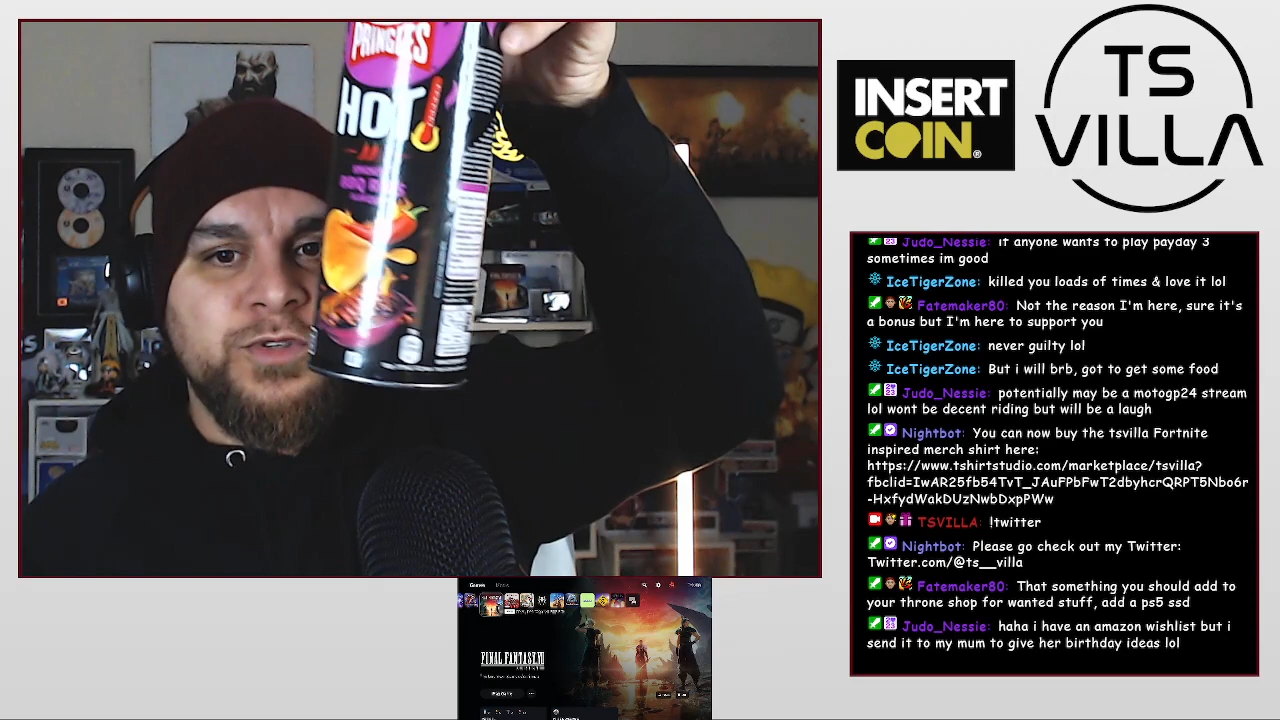 PRINGLES
HOT
INSERT
COIN.®
TS
VILLA
Judo_Nessie: if anyone wants to play payday 3
sometimes im good
IceTigerZone: killed you loads of times & love it lol
Fatemaker80: Not the reason I'm here, sure it's
a bonus but I'm here to support you
IceTigerZone: never guilty lol
IceTigerZone: But i will brb, got to get some food
Judo_Nessie: potentially may be a motogp24 stream
lol wont be decent riding but will be a laugh
Nightbot: You can now buy the tsvilla Fortnite
inspired merch shirt here:
https://www.tshirtstudio.com/marketplace/tsvilla?
fbclid=IwAR25fb54TvT_JAuFPbFwT2dbyhcrQRPT5Nbo6r
-HxfydWakDUzNwbDxpPWw
TSVILLA: !twitter
Nightbot: Please go check out my Twitter:
Twitter.com/@ts__villa
Fatemaker80: That something you should add to
your throne shop for wanted stuff, add a ps5 ssd
Judo_Nessie: haha i have an amazon wishlist but i
send it to my mum to give her birthday ideas lol
Games Media
FINAL FANTASY VII
Play Game